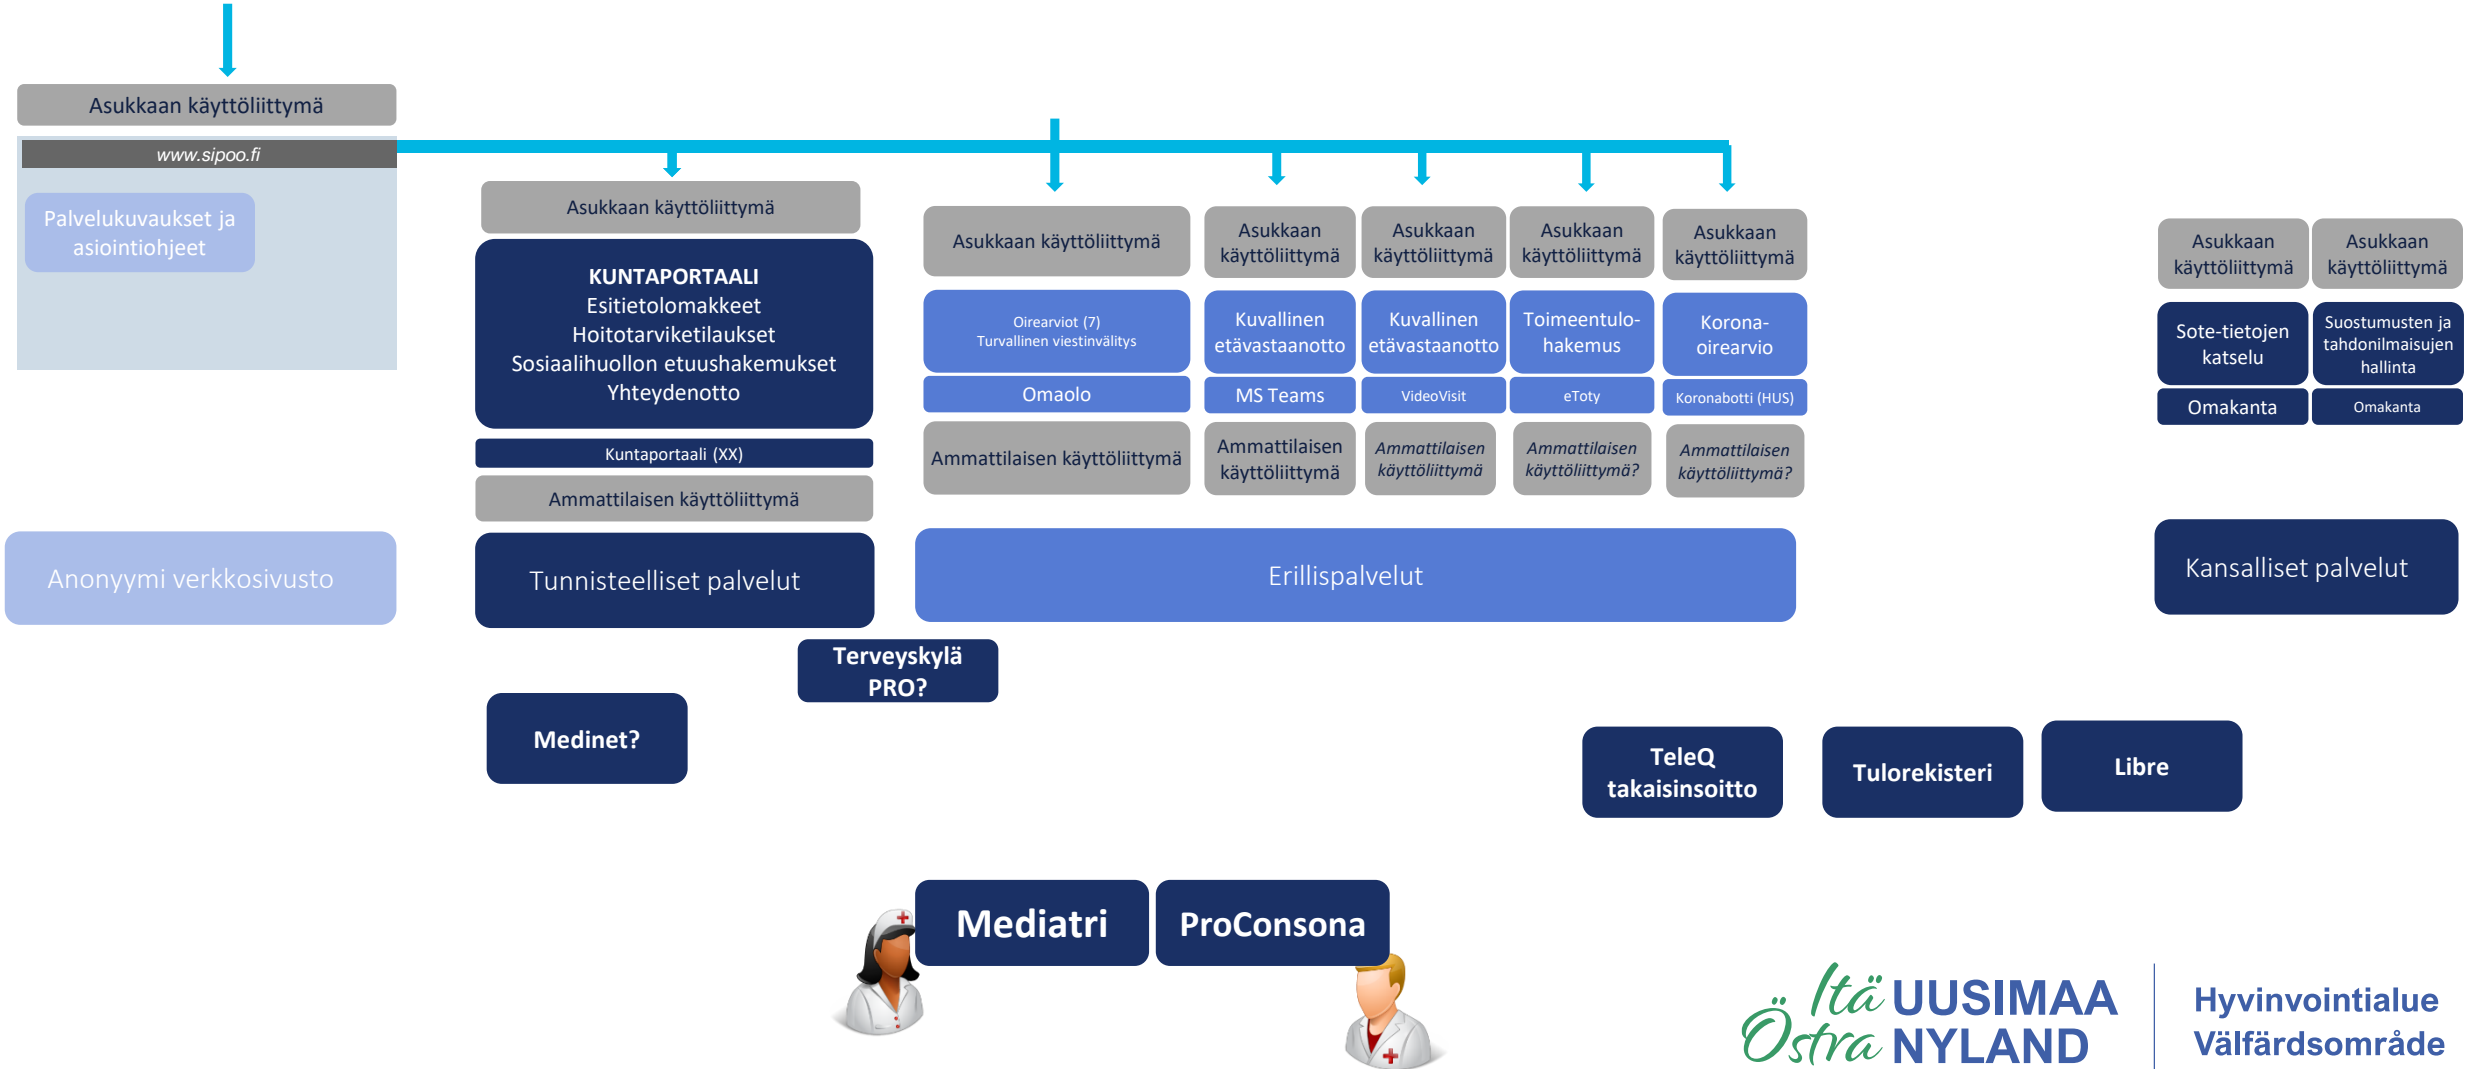 Asukkaan käyttöliittymä
www.sipoo.fi
Palvelukuvaukset ja
asiointiohjeet
Anonyymi verkkosivusto
Asukkaan käyttöliittymä
KUNTAPORTAALI
Esitietolomakkeet
Hoitotarviketilaukset
Sosiaalihuollon etuushakemukset
Yhteydenotto
Kuntaportaali (XX)
Ammattilaisen käyttöliittymä
Tunnisteelliset palvelut
Asukkaan käyttöliittymä
Oirearviot (7)
Turvallinen viestinvälitys
Omaolo
Ammattilaisen käyttöliittymä
Asukkaan
käyttöliittymä
Kuvallinen
etävastaanotto
MS Teams
Ammattilaisen
käyttöliittymä
Asukkaan
käyttöliittymä
Kuvallinen
etävastaanotto
VideoVisit
Ammattilaisen
käyttöliittymä
Asukkaan
käyttöliittymä
Toimeentulo-
hakemus
eToty
Ammattilaisen
käyttöliittymä?
Asukkaan
käyttöliittymä
Korona-
oirearvio
Koronabotti (HUS)
Ammattilaisen
käyttöliittymä?
Erillispalvelut
Asukkaan
käyttöliittymä
Sote-tietojen
katselu
Omakanta
Asukkaan
käyttöliittymä
Suostumusten ja
tahdonilmaisujen
hallinta
Omakanta
Kansalliset palvelut
Terveyskylä
PRO?
Medinet?
TeleQ
takaisinsoitto
Tulorekisteri
Libre
Mediatri
ProConsona
Itä UUSIMAA
Östra NYLAND
Hyvinvointialue
Välfärdsområde